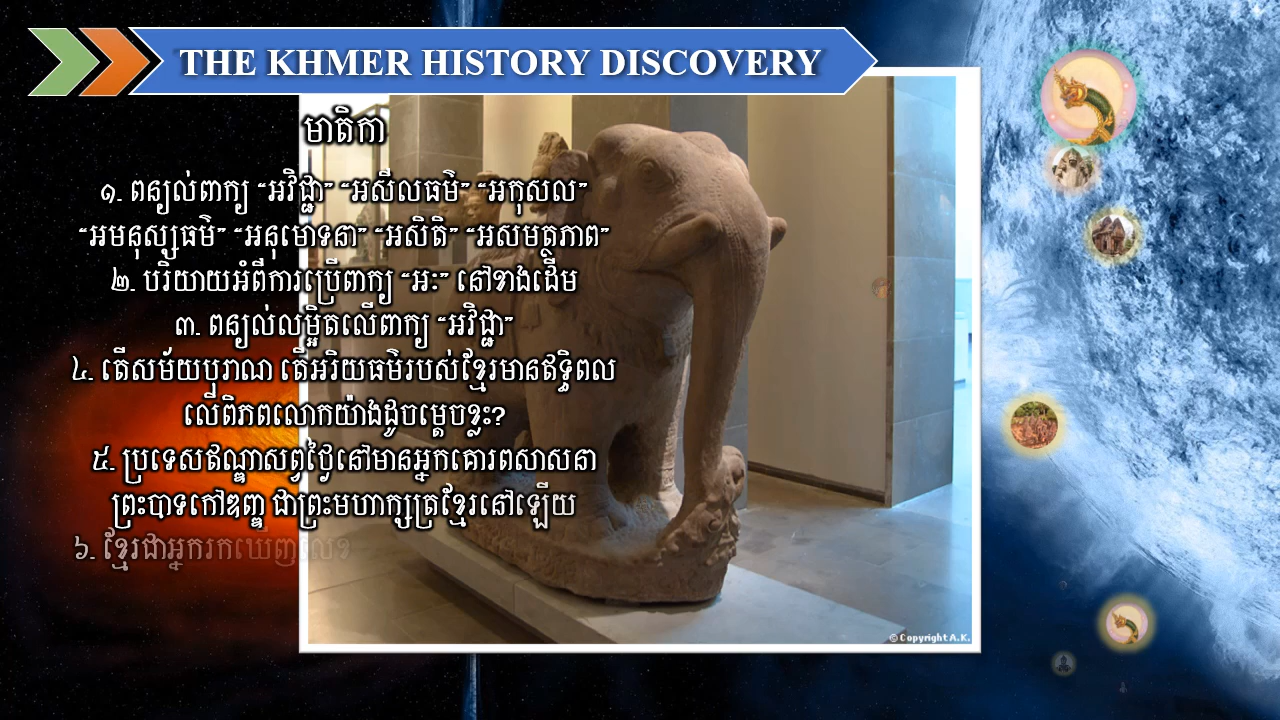 THE KHMER HISTORY DISCOVERY
មាតិកា
១. ពន្យល់ពាក្យ “អវិជ្ជា” “អសីលធម៌” “អកុសល”
“អមនុស្សធម៌” “អនុមោទនា” “អសិតិ” “អសមត្ថភាព”
២. បរិយាយអំពីការប្រើពាក្យ “អៈ” នៅខាងដើម
៣. ពន្យល់លម្អិតលើពាក្យ “អវិជ្ជា”
៤. តើសម័យបុរាណ តើអរិយធម៌របស់ខ្មែរមានឥទ្ធិពល
លើពិភពលោកយ៉ាងដូចម្ដេចខ្លះ?
៥. ប្រទេសឥណ្ឌាសព្វថ្ងៃនៅមានអ្នកគោរពសាសនា
ព្រះបាទកៅឌញ្ញ ជាព្រះមហាក្សត្រខ្មែរនៅឡើយ
៦. ខ្មែរជាអ្នករកឃើញលេខ
© Copyright A.K.